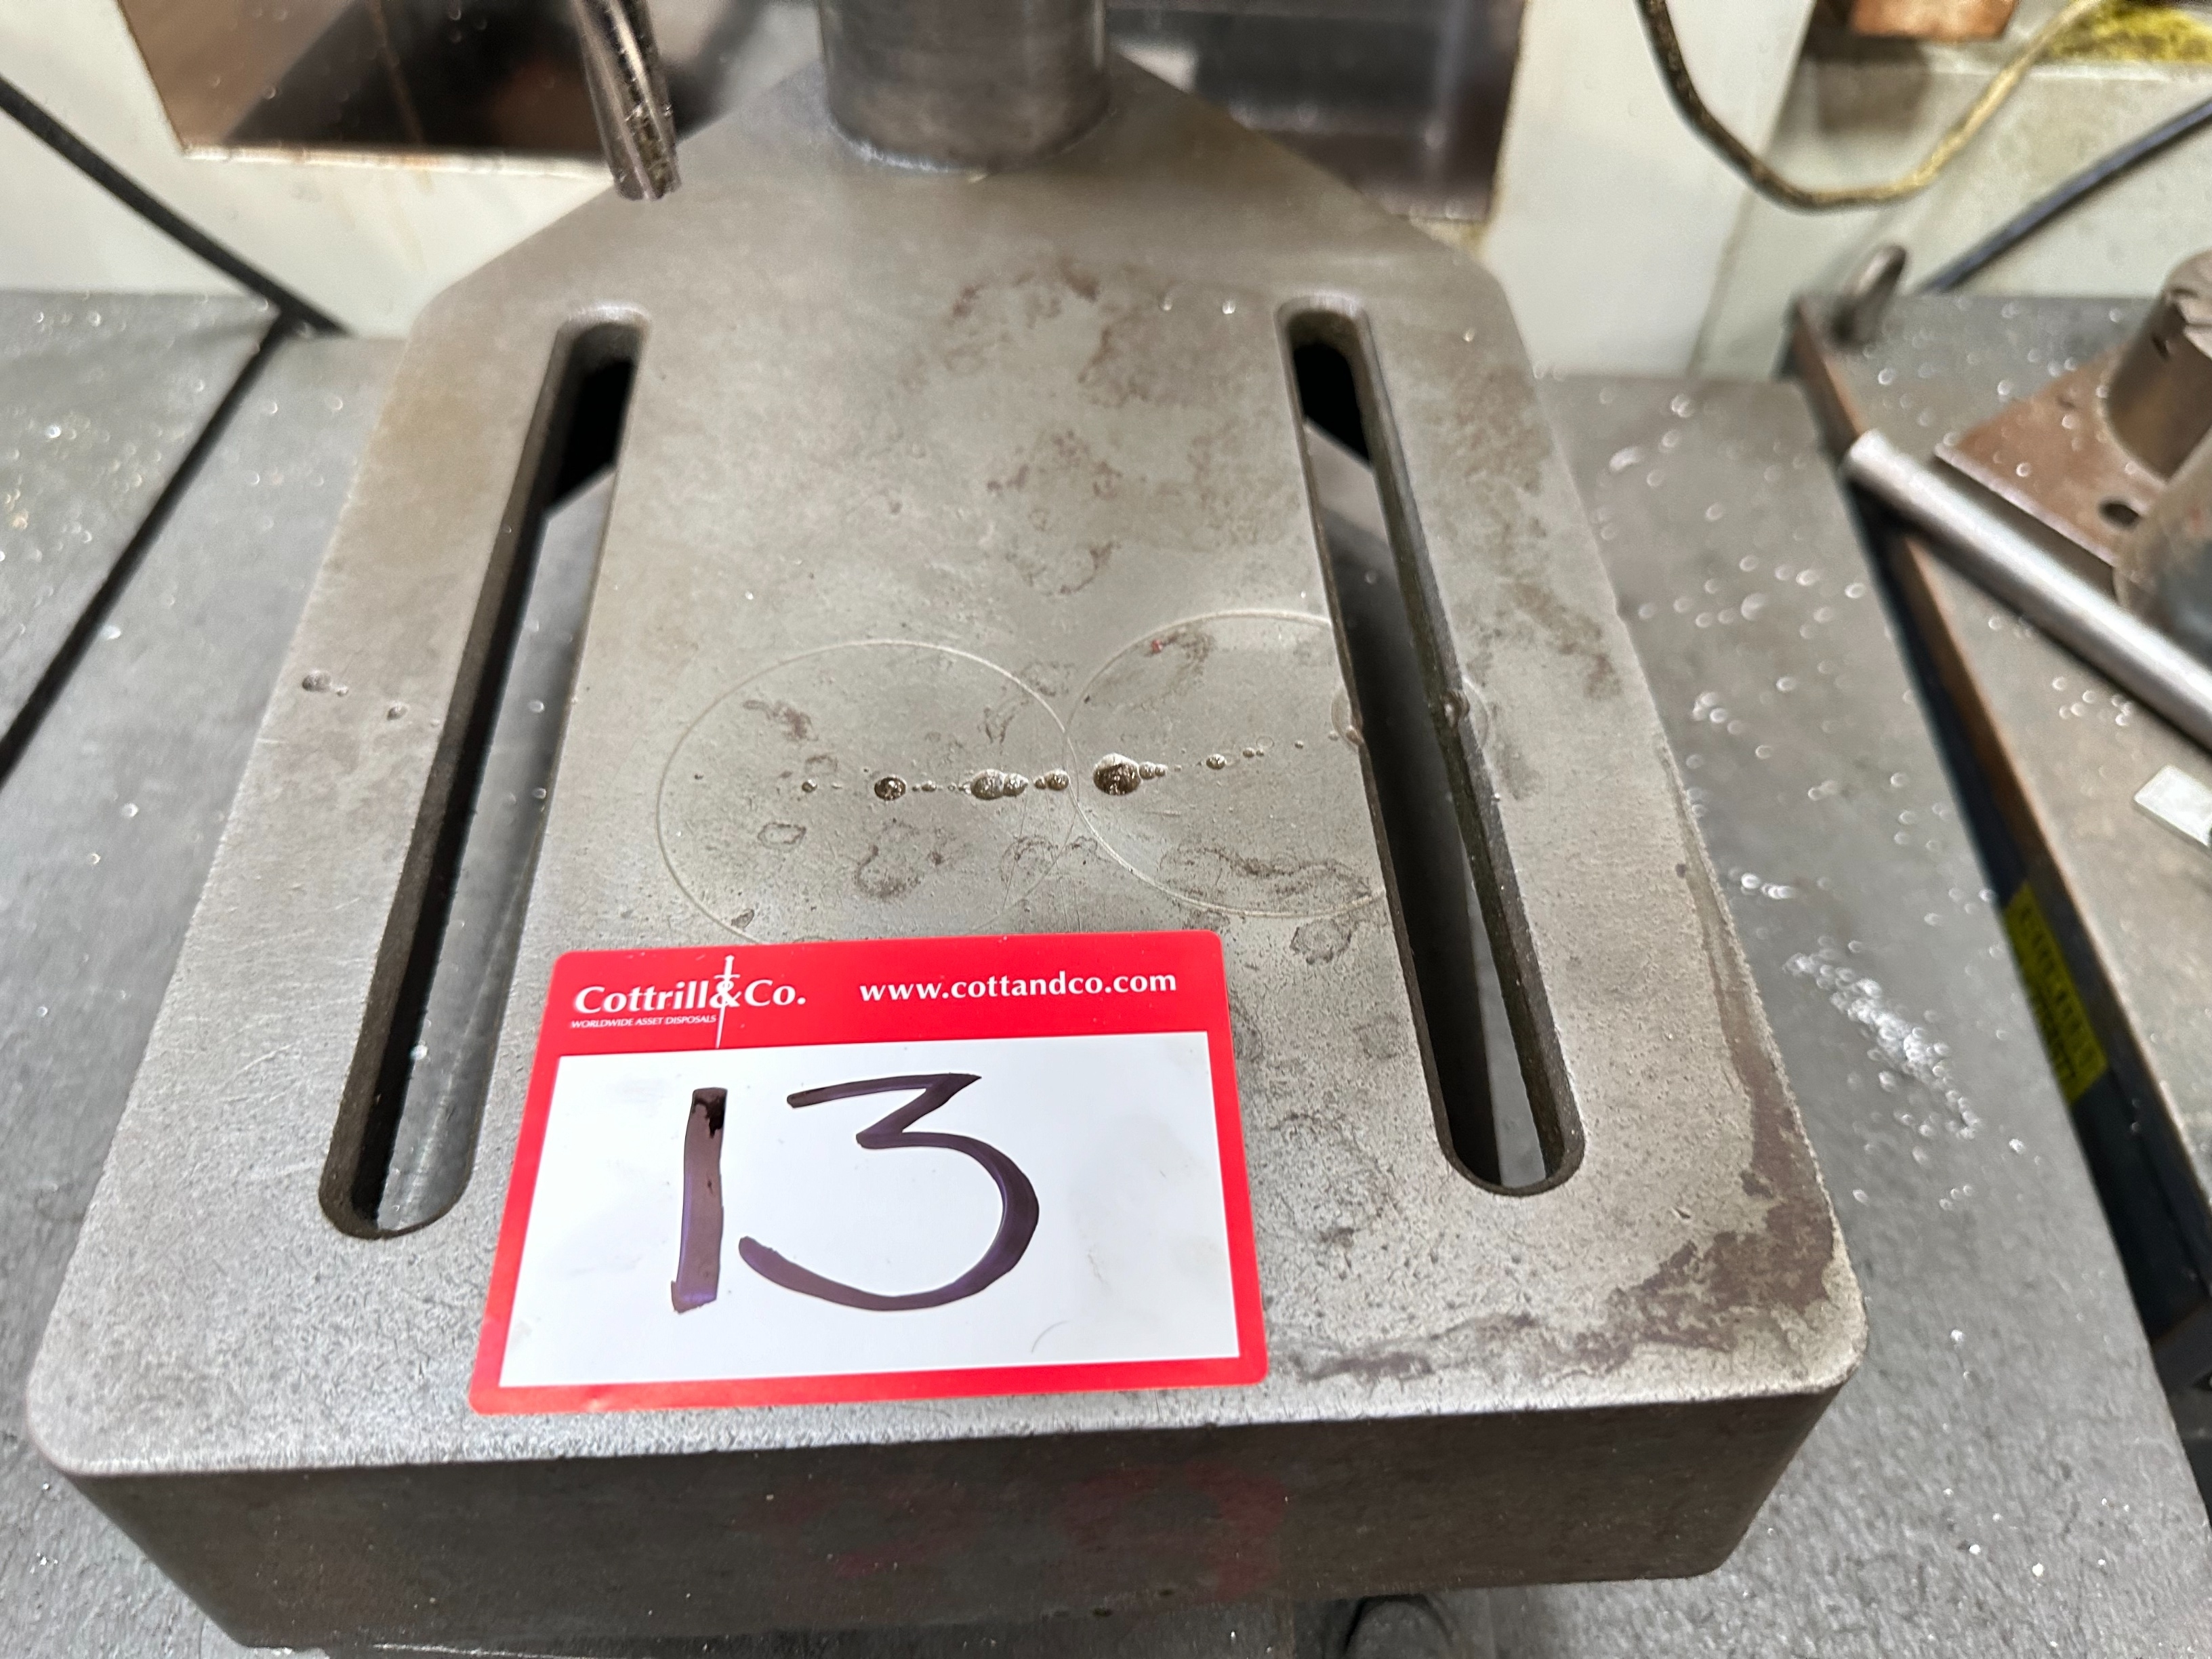 Cottrill&Co.
WORLDWIDE ASSET DISPOSALS
www.cottandco.com
13